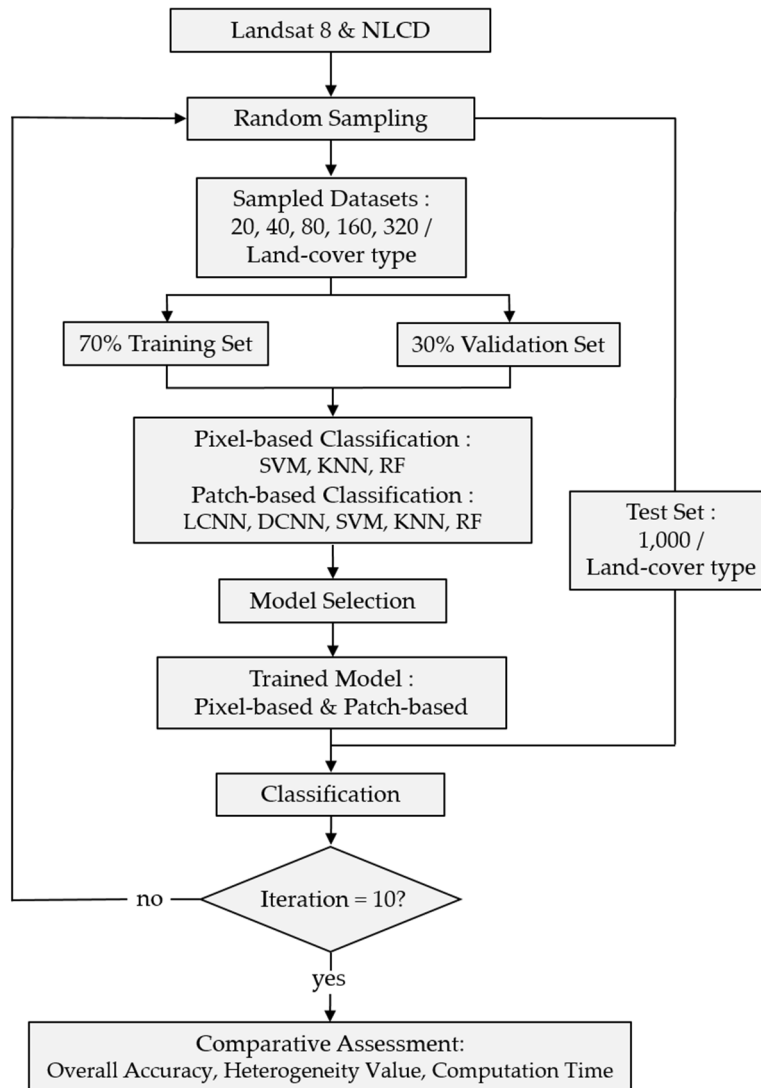 Landsat 8 & NLCD
Random Sampling
Sampled Datasets :
20, 40, 80, 160, 320 /
Land-cover type
70% Training Set
30% Validation Set
Pixel-based Classification :
SVM, KNN, RF
Patch-based Classification :
LCNN, DCNN, SVM, KNN, RF
Test Set :
1,000 /
Land-cover type
Model Selection
Trained Model :
Pixel-based & Patch-based
Classification
Iteration = 10?
no
yes
Comparative Assessment:
Overall Accuracy, Heterogeneity Value, Computation Time